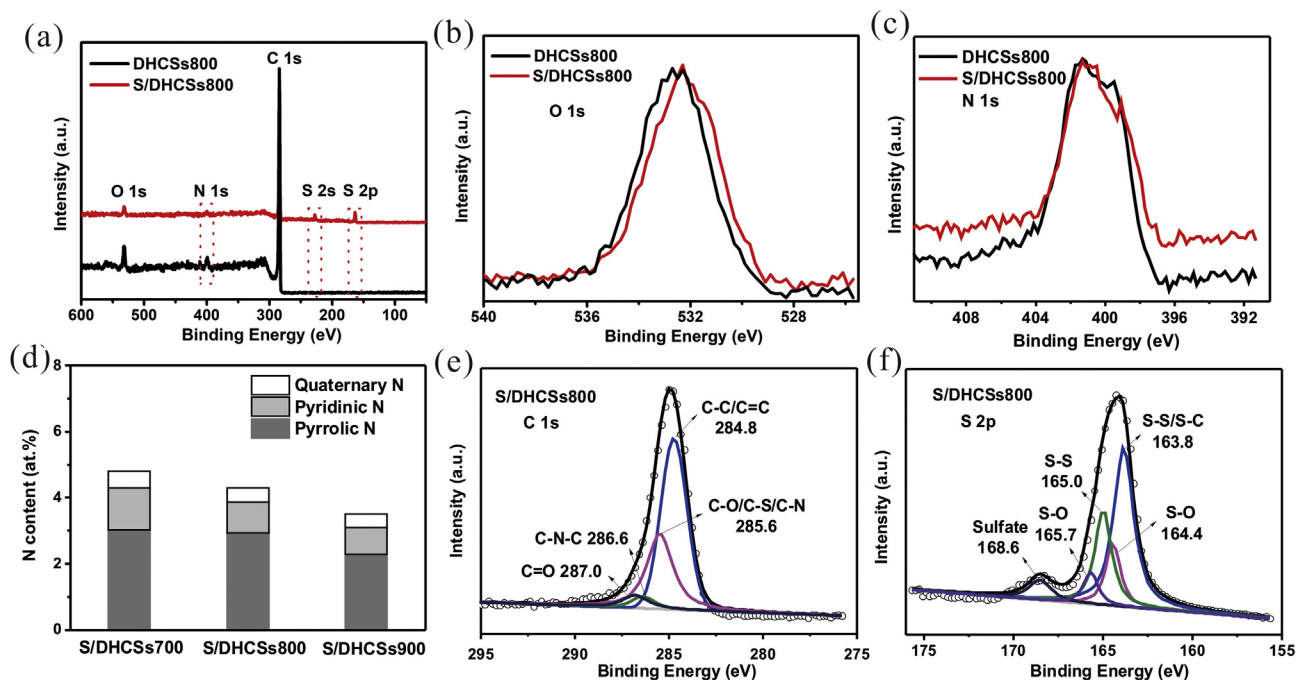 (a)
DHCSs800
S/DHCSs800
C 1s
O 1s
N 1s
S 2s
S 2p
Intensity (a.u.)
600 500 400 300 200 100
Binding Energy (eV)
(b)
DHCSs800
S/DHCSs800
O 1s
Intensity (a.u.)
540 536 532 528
Binding Energy (eV)
(c)
DHCSs800
S/DHCSs800
N 1s
Intensity (a.u.)
408 404 400 396 392
Binding Energy (eV)
(d)
Quaternary N
Pyridinic N
Pyrrolic N
N content (at.%)
8
6
4
2
0
S/DHCSs700 S/DHCSs800 S/DHCSs900
(e)
S/DHCSs800
C 1s
C-C/C=C
284.8
C-O/C-S/C-N
285.6
C-N-C 286.6
C=O 287.0
Intensity (a.u.)
295 290 285 280 275
Binding Energy (eV)
(f)
S/DHCSs800
S 2p
S-S/S-C
163.8
S-S
165.0
S-O
165.7
S-O
164.4
Sulfate
168.6
Intensity (a.u.)
175 170 165 160 155
Binding Energy (eV)